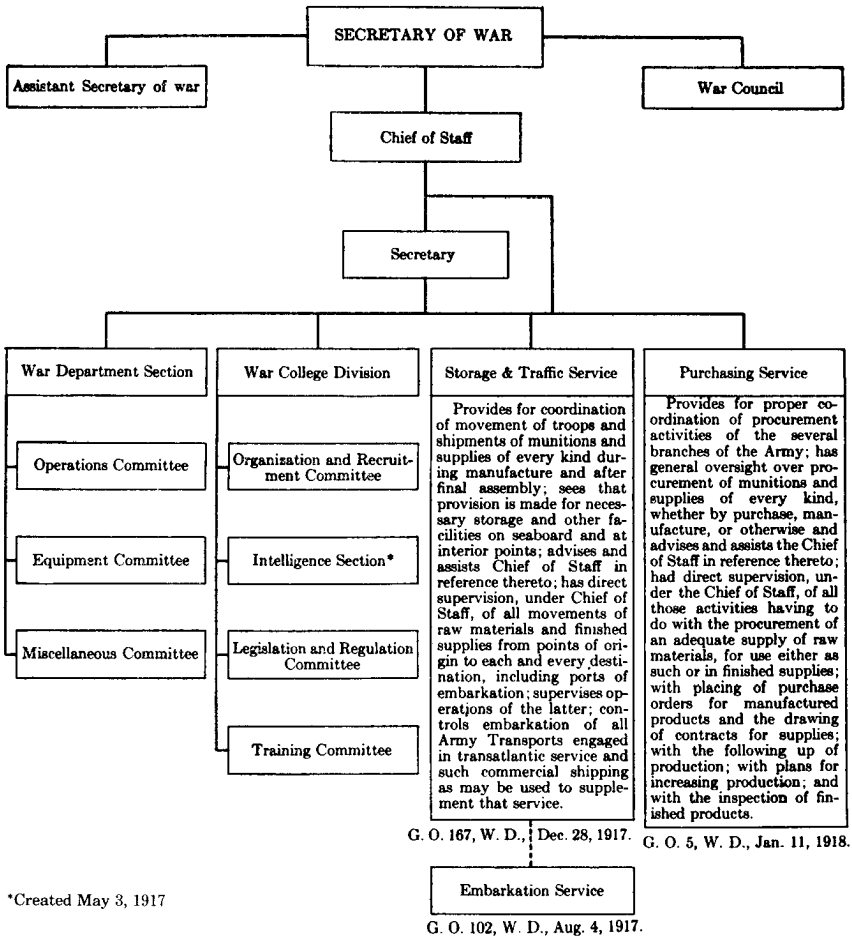 SECRETARY OF WAR
Assistant Secretary of war
War Council
Chief of Staff
Secretary
War Department Section
Operations Committee
Equipment Committee
Miscellaneous Committee
War College Division
Organization and Recruit-
ment Committee
Intelligence Section*
Legislation and Regulation
Committee
Training Committee
Storage & Traffic Service
Provides for coordination
of movement of troops and
shipments of munitions and
supplies of every kind dur-
ing manufacture and after
final assembly; sees that
provision is made for neces-
sary storage and other fa-
cilities on seaboard and at
interior points; advises and
assists Chief of Staff in
reference thereto; has direct
supervision, under Chief of
Staff, of all movements of
raw materials and finished
supplies from points of ori-
gin to each and every desti-
nation, including ports of
embarkation; supervises op-
erations of the latter; con-
trols embarkation of all
Army Transports engaged
in transatlantic service and
such commercial shipping
as may be used to supple-
ment that service.
G. O. 167, W. D., Dec. 28, 1917.
Embarkation Service
G. O. 102, W. D., Aug. 4, 1917.
Purchasing Service
Provides for proper co-
ordination of procurement
activities of the several
branches of the Army; has
general oversight over pro-
curement of munitions and
supplies of every kind,
whether by purchase, man-
ufacture, or otherwise and
advises and assists the Chief
of Staff in reference thereto;
had direct supervision, un-
der the Chief of Staff, of all
those activities having to
do with the procurement of
an adequate supply of raw
materials, for use either as
such or in finished supplies;
with placing of purchase
orders for manufactured
products and the drawing
of contracts for supplies;
with the following up of
production; with plans for
increasing production; and
with the inspection of fin-
ished products.
G. O. 5, W. D., Jan. 11, 1918.
*Created May 3, 1917